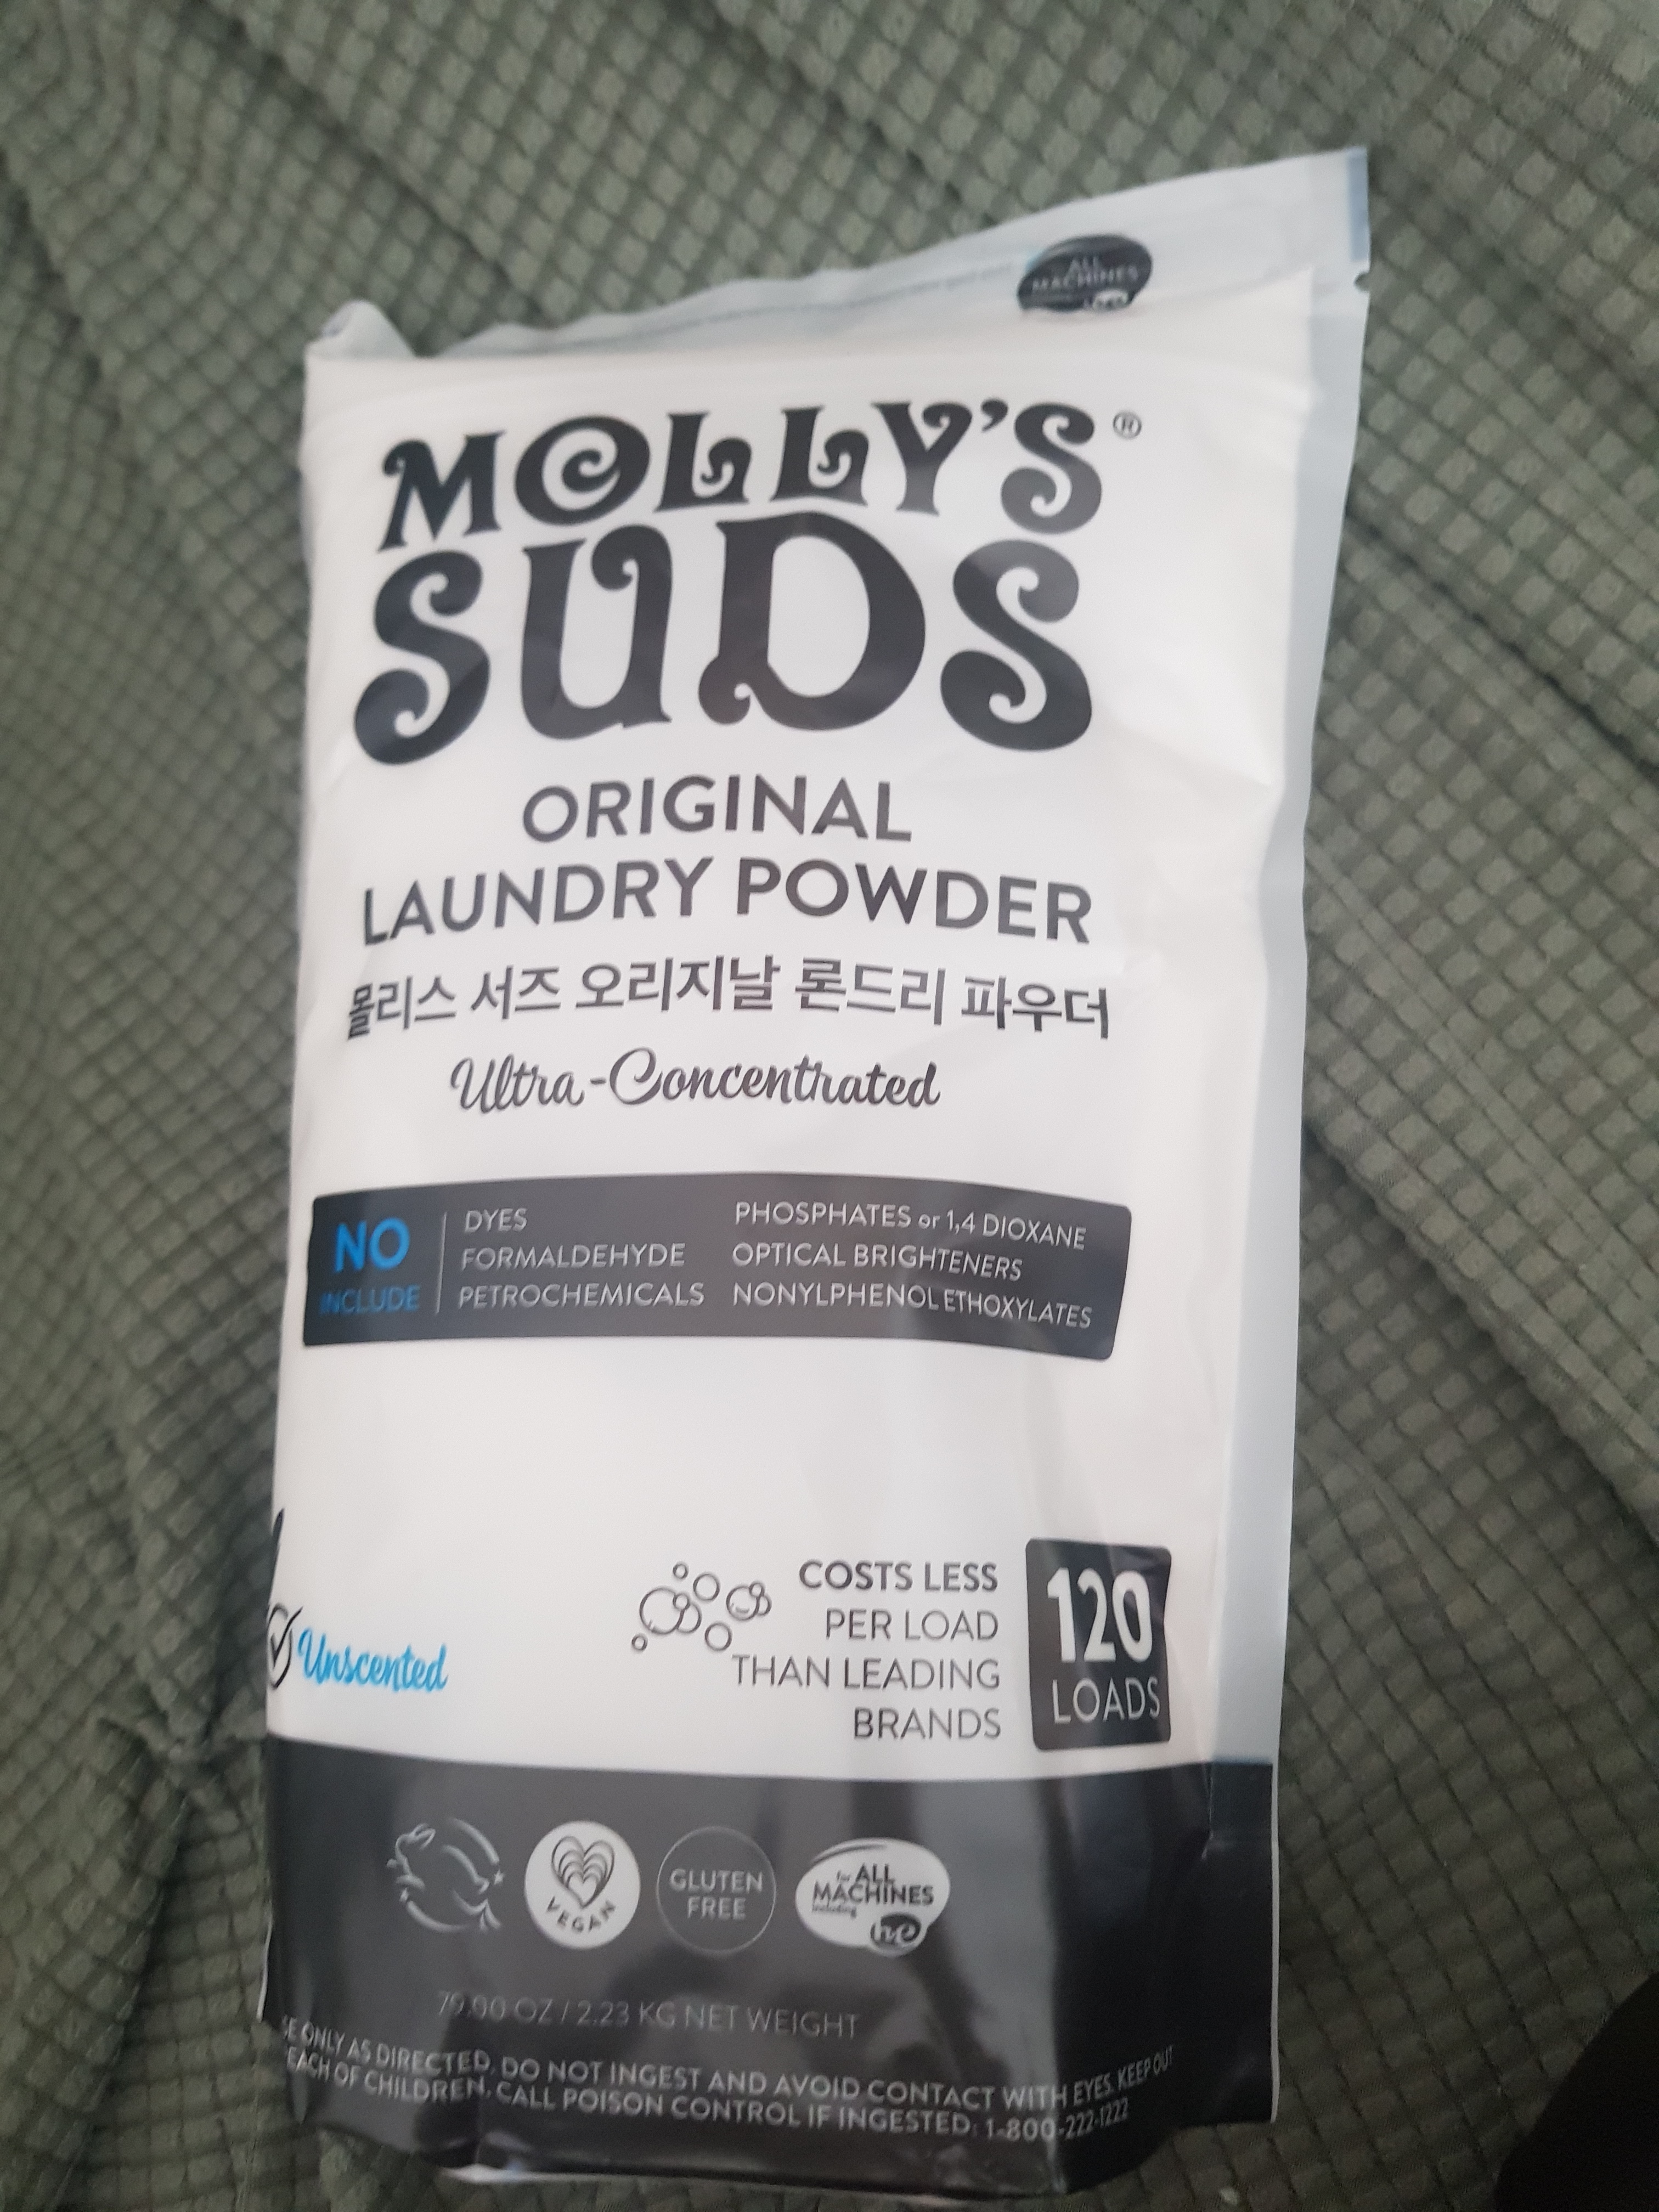 ALL
MACHINES
he
MOLLY'S®
SUDS
ORIGINAL
LAUNDRY POWDER
몰리스 서즈 오리지날 론드리 파우더
Ultra-Concentrated
NO
INCLUDE
DYES
FORMALDEHYDE
PETROCHEMICALS
PHOSPHATES or 1,4 DIOXANE
OPTICAL BRIGHTENERS
NONYLPHENOL ETHOXYLATES
Unscented
COSTS LESS
PER LOAD
THAN LEADING
BRANDS
120
LOADS
VEGAN
GLUTEN
FREE
for ALL
MACHINES
including
he
79.00 OZ / 2.23 KG NET WEIGHT
ONLY AS DIRECTED. DO NOT INGEST AND AVOID CONTACT WITH EYES. KEEP OUT
OF CHILDREN. CALL POISON CONTROL IF INGESTED: 1-800-222-1222